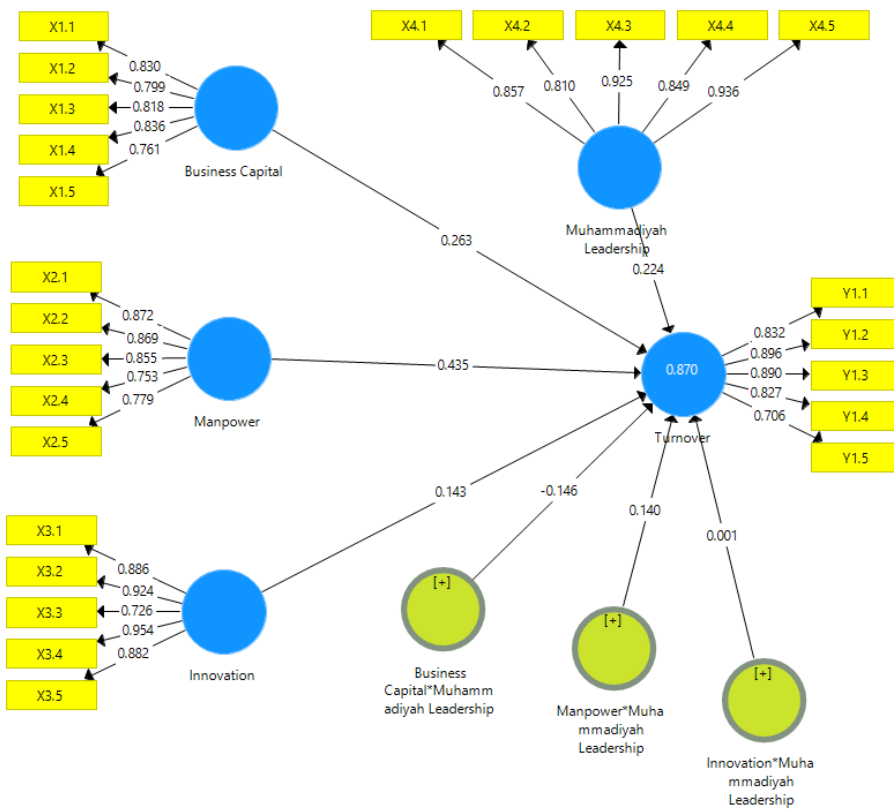 X1.1
X1.2
X1.3
X1.4
X1.5
0.830
0.799
0.818
0.836
0.761
Business Capital
X4.1
X4.2
X4.3
X4.4
X4.5
0.857
0.810
0.925
0.849
0.936
Muhammadiyah
Leadership
0.263
0.224
X2.1
X2.2
X2.3
X2.4
X2.5
0.872
0.869
0.855
0.753
0.779
Manpower
0.435
0.870
Turnover
Y1.1
Y1.2
Y1.3
Y1.4
Y1.5
0.832
0.896
0.890
0.827
0.706
0.143
-0.146
0.140
0.001
X3.1
X3.2
X3.3
X3.4
X3.5
0.886
0.924
0.726
0.954
0.882
Innovation
[+]
Business
Capital*Muhamm
adiyah Leadership
[+]
Manpower*Muha
mmadiyah
Leadership
[+]
Innovation*Muha
mmadiyah
Leadership